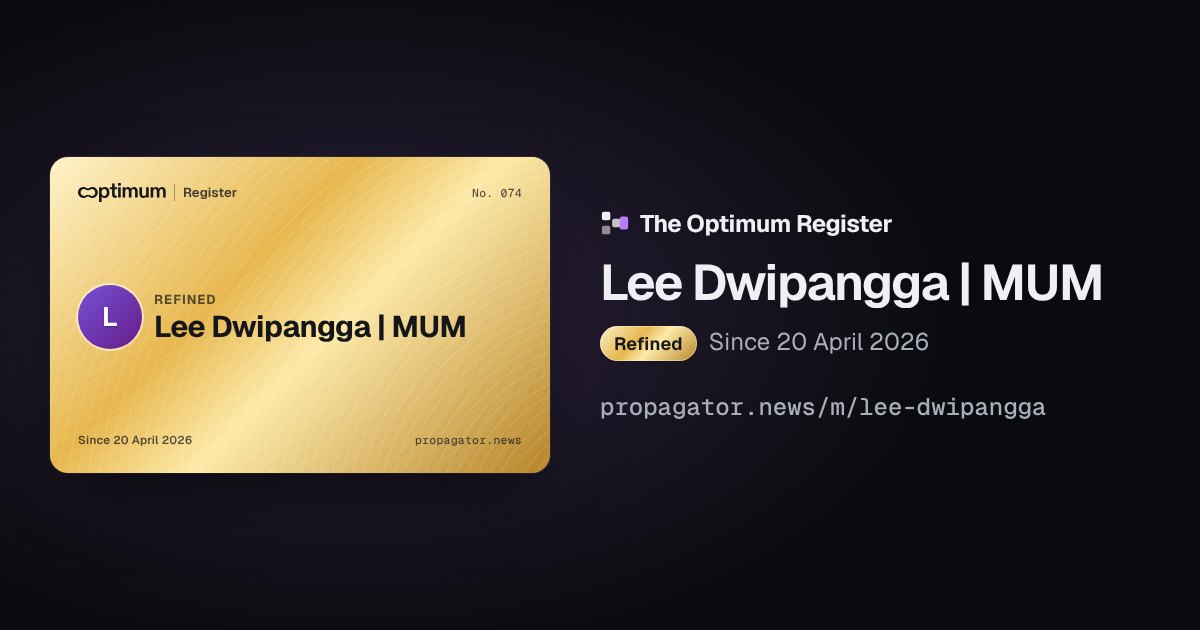 optimum | Register
No. 074
L
REFINED
Lee Dwipangga | MUM
Since 20 April 2026
propagator.news
The Optimum Register
Lee Dwipangga | MUM
Refined
Since 20 April 2026
propagator.news/m/lee-dwipangga